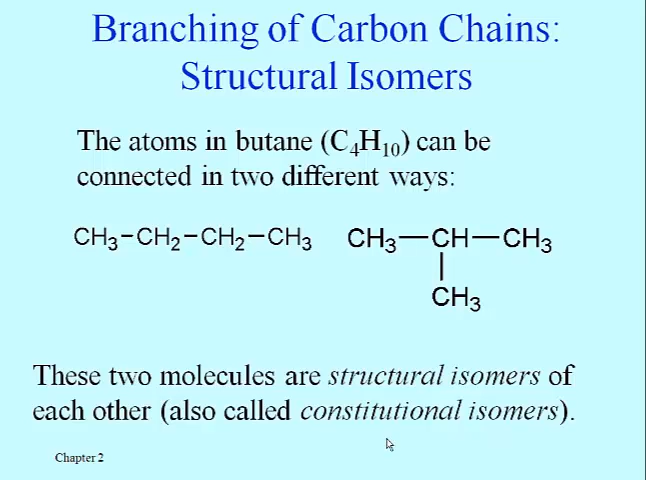 Branching of Carbon Chains:
Structural Isomers
The atoms in butane (C₄H₁₀) can be
connected in two different ways:
CH₃–CH₂–CH₂–CH₃ CH₃—CH—CH₃
CH₃
These two molecules are structural isomers of
each other (also called constitutional isomers).
Chapter 2